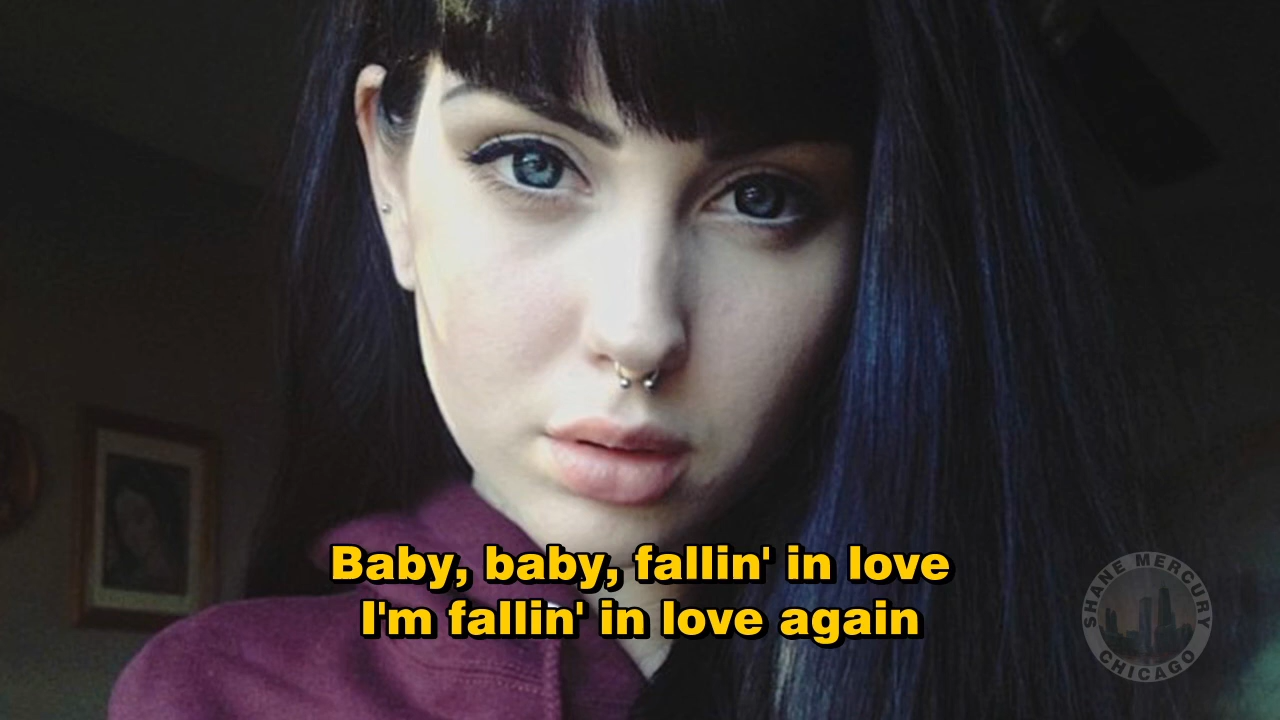 Baby, baby, fallin' in love
I'm fallin' in love again
SHANE MERCURY
CHICAGO